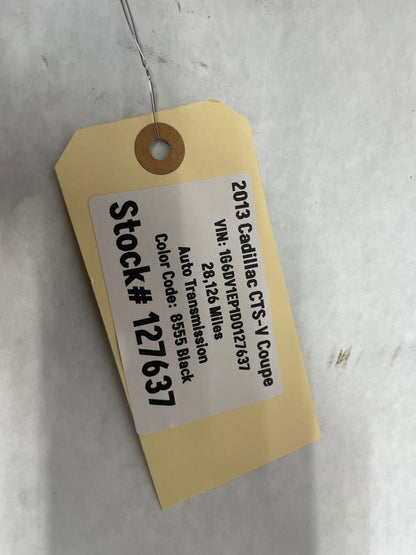 2013 Cadillac CTS-V Coupe
VIN: 1G6DV1EP1D0127637
28,126 Miles
Auto Transmission
Color Code: 8555 Black
Stock# 127637